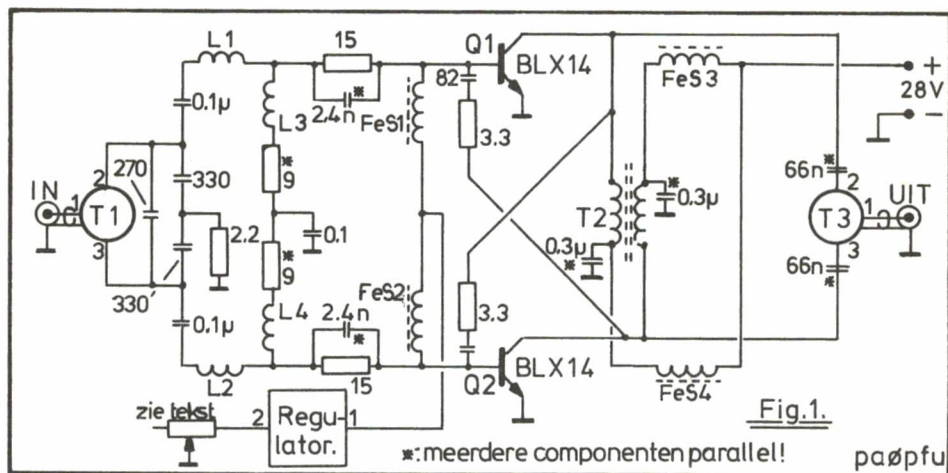 L1
15
Q1
BLX14
FeS3
+
28V
-
0.1µ
2.4n*
82
L3
FeS1
3.3
270
2
IN
1
T1
3
330
*
9
2.2
0.1
330
*
9
T2
*
0.3µ
0.3µ
*
66n*
2
UIT
1
T3
3
66n
*
FeS2
0.1µ
L4
2.4n
*
3.3
L2
15
Q2
BLX14
FeS4
Fig.1.
zie tekst
2
Regu-
lator.
1
*:meerdere componenten parallel!
paøpfu